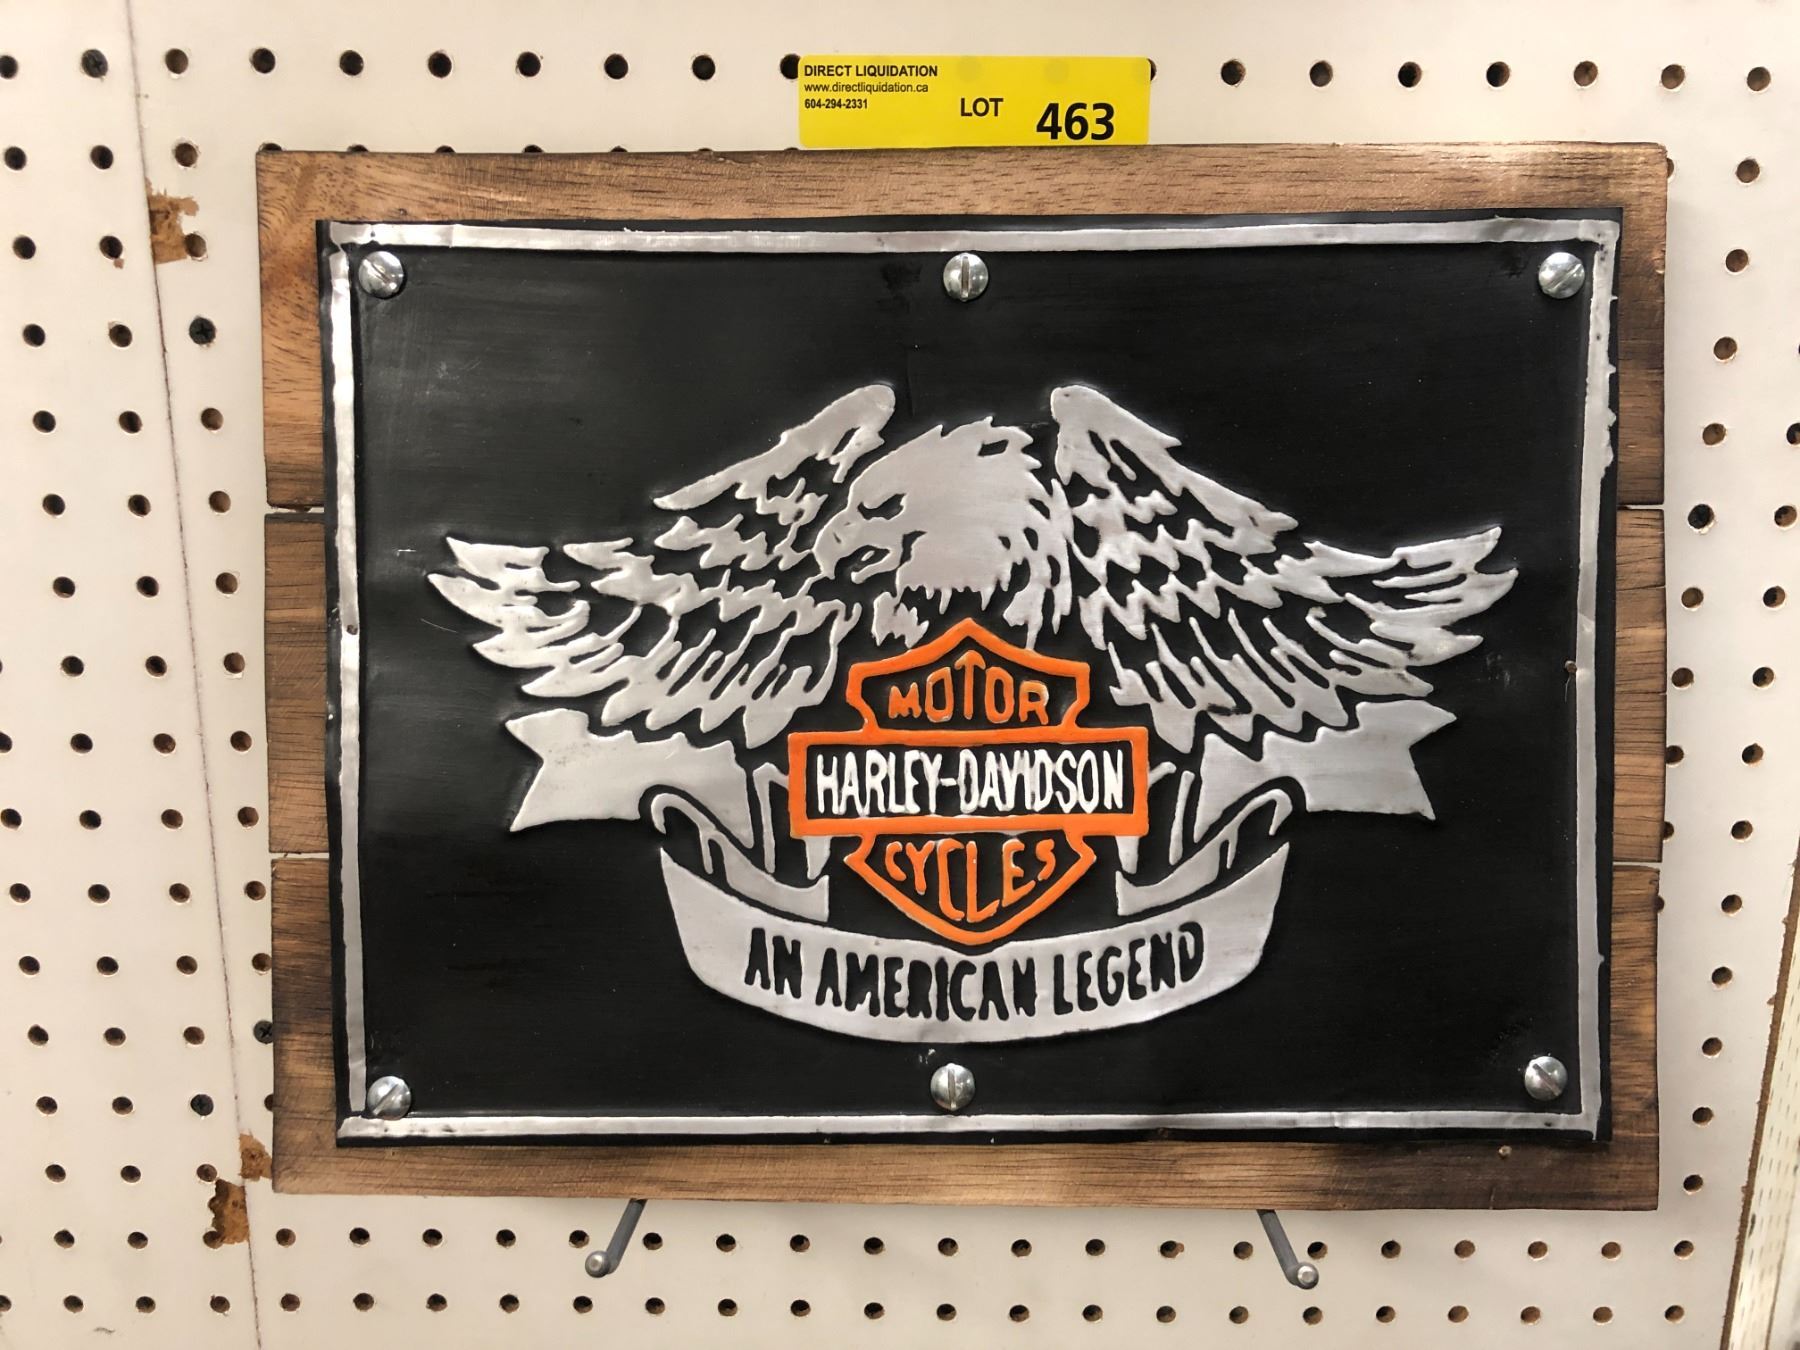 DIRECT LIQUIDATION
www.directliquidation.ca
604-294-2331
LOT 463
MOTOR
HARLEY-DAVIDSON
CYCLES
AN AMERICAN LEGEND